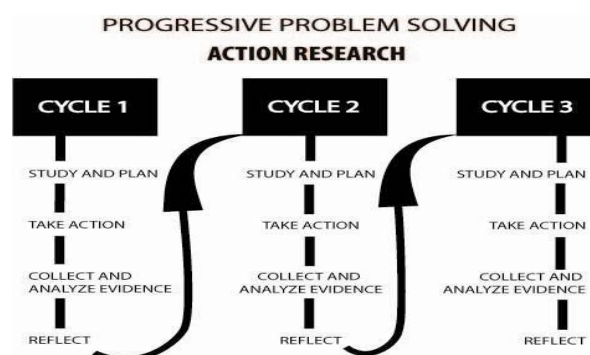 PROGRESSIVE PROBLEM SOLVING
ACTION RESEARCH
CYCLE 1
STUDY AND PLAN
TAKE ACTION
COLLECT AND
ANALYZE EVIDENCE
REFLECT
CYCLE 2
STUDY AND PLAN
TAKE ACTION
COLLECT AND
ANALYZE EVIDENCE
REFLECT
CYCLE 3
STUDY AND PLAN
TAKE ACTION
COLLECT AND
ANALYZE EVIDENCE
REFLECT